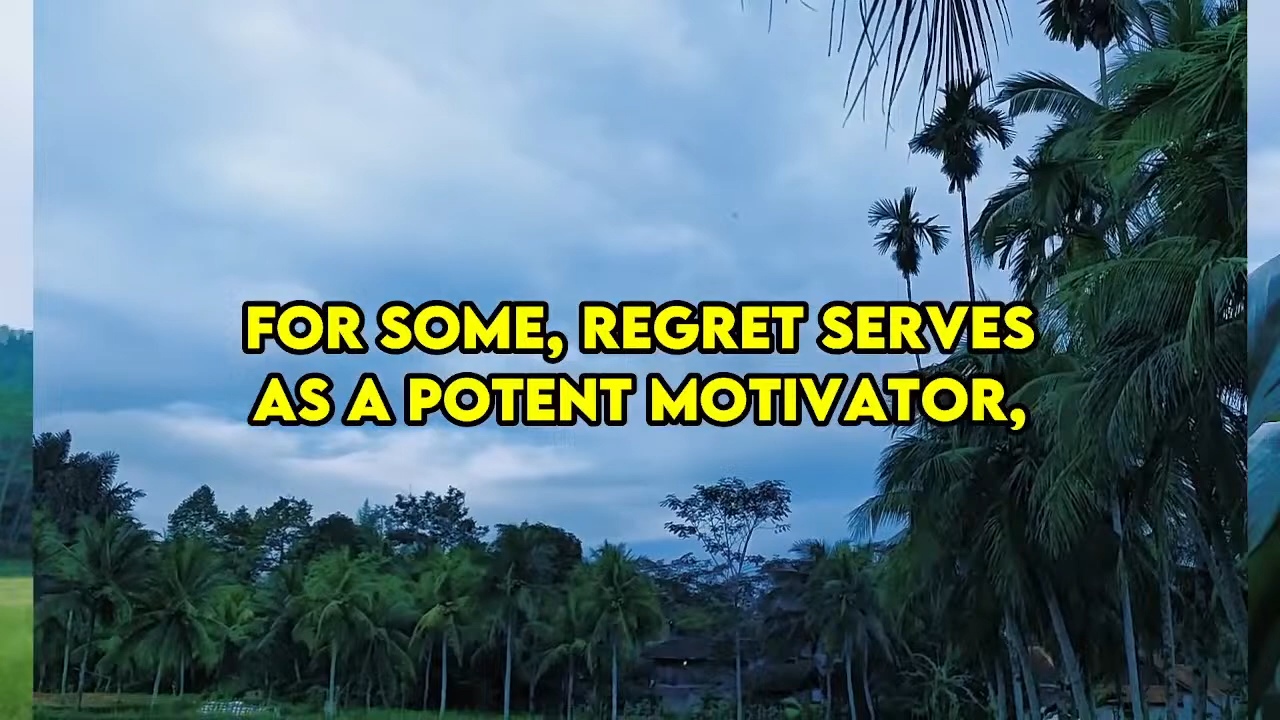 FOR SOME, REGRET SERVES
AS A POTENT MOTIVATOR,